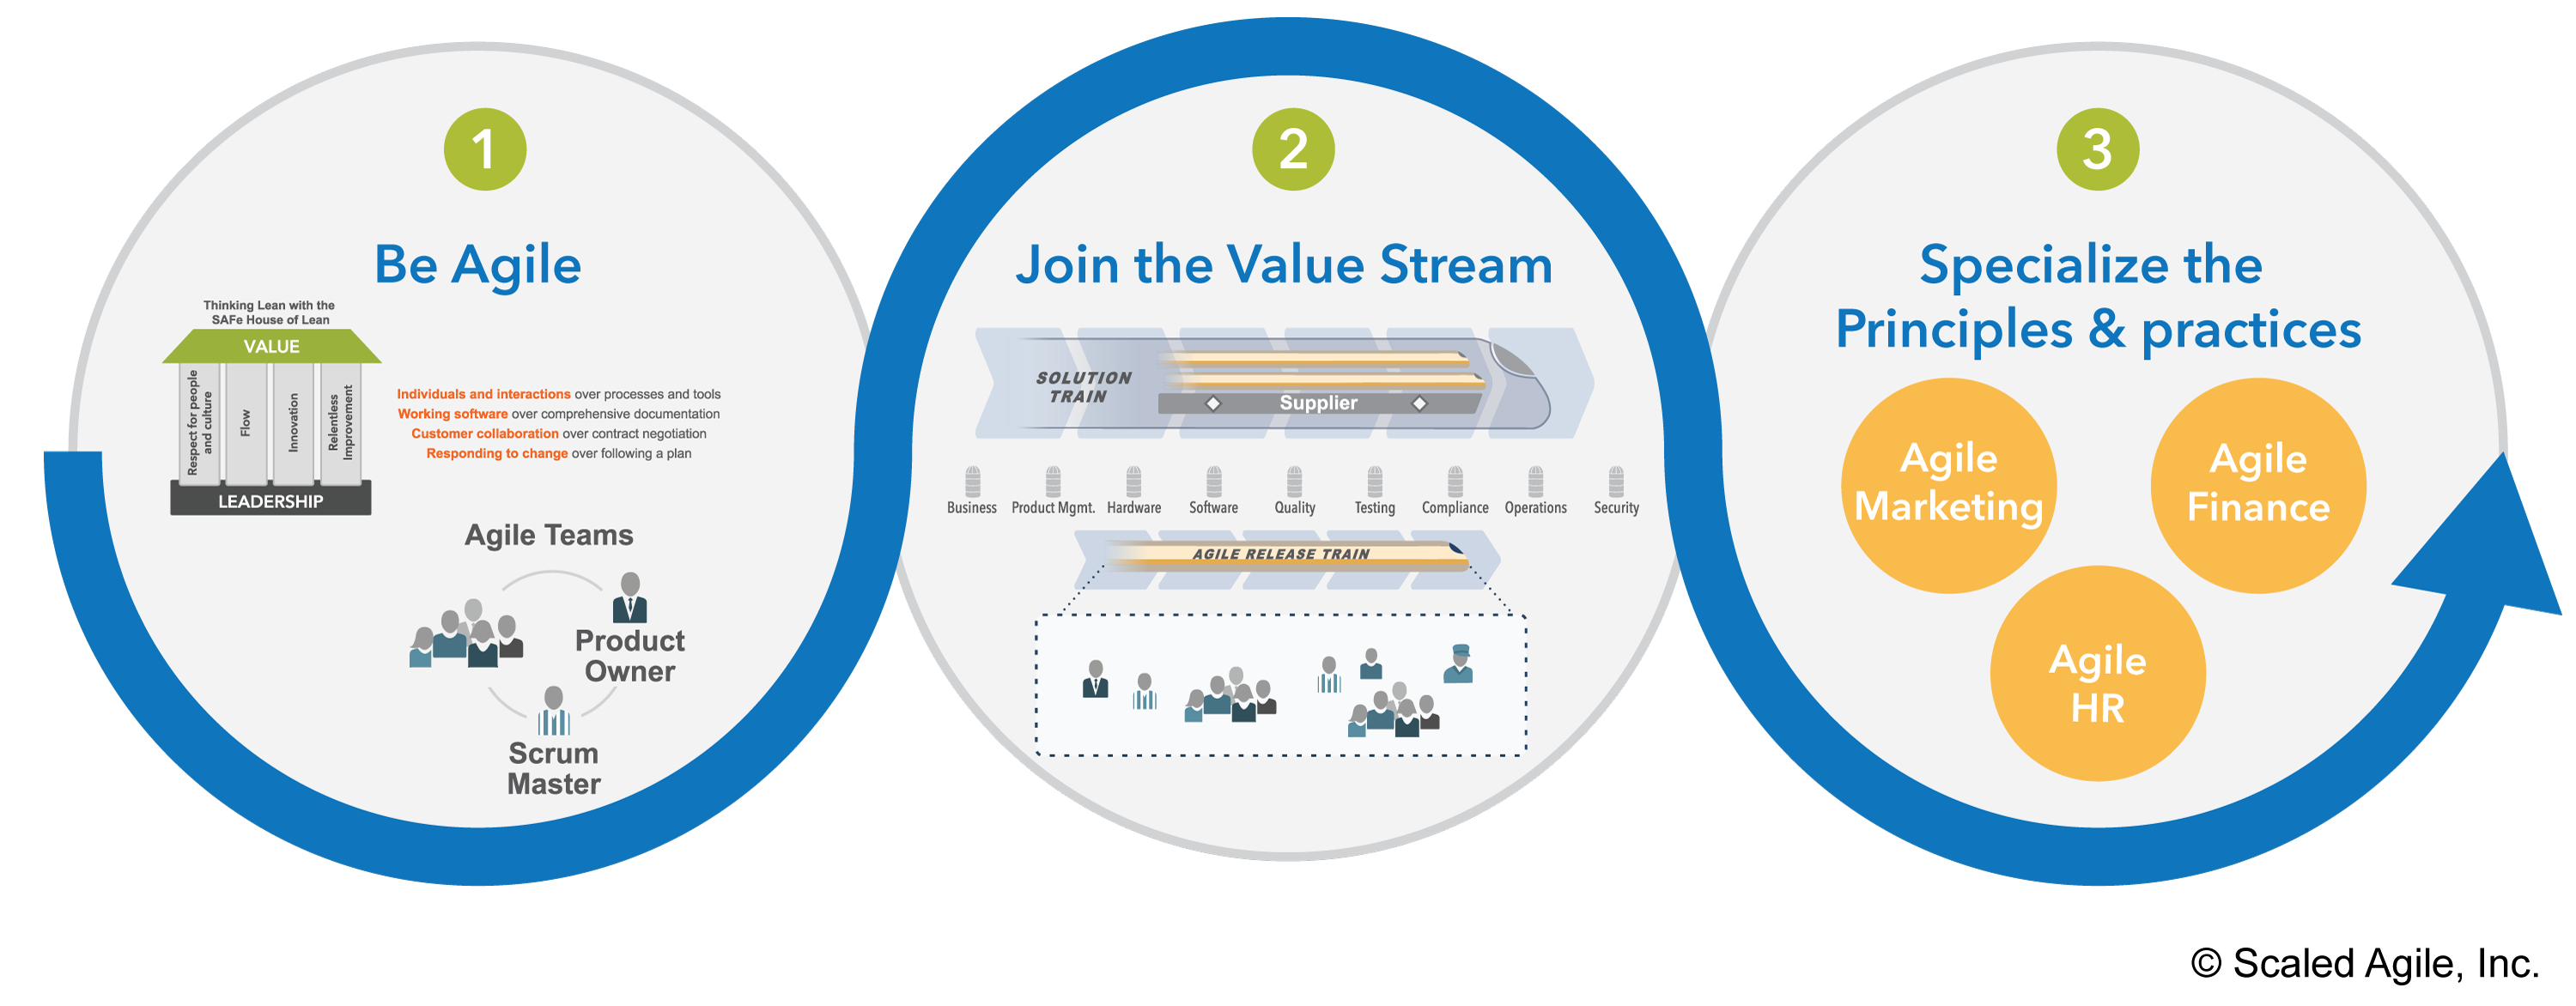 1
Be Agile
Thinking Lean with the
SAFe House of Lean
VALUE
Respect for people
and culture
Flow
Innovation
Relentless
Improvement
LEADERSHIP
Individuals and interactions over processes and tools
Working software over comprehensive documentation
Customer collaboration over contract negotiation
Responding to change over following a plan
Agile Teams
Product
Owner
Scrum
Master
2
Join the Value Stream
SOLUTION
TRAIN
Supplier
Business Product Mgmt. Hardware Software Quality Testing Compliance Operations Security
AGILE RELEASE TRAIN
3
Specialize the
Principles & practices
Agile
Marketing
Agile
Finance
Agile
HR
© Scaled Agile, Inc.